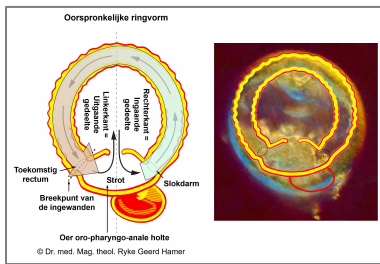 Oorspronkelijke ringvorm
Linkerkant =
Uitgaande
gedeelte
Rechterkant =
Ingaande
gedeelte
Toekomstig
rectum
Strot
Slokdarm
Breekpunt van
de ingewanden
Oer oro-pharyngo-anale holte
© Dr. med. Mag. theol. Ryke Geerd Hamer